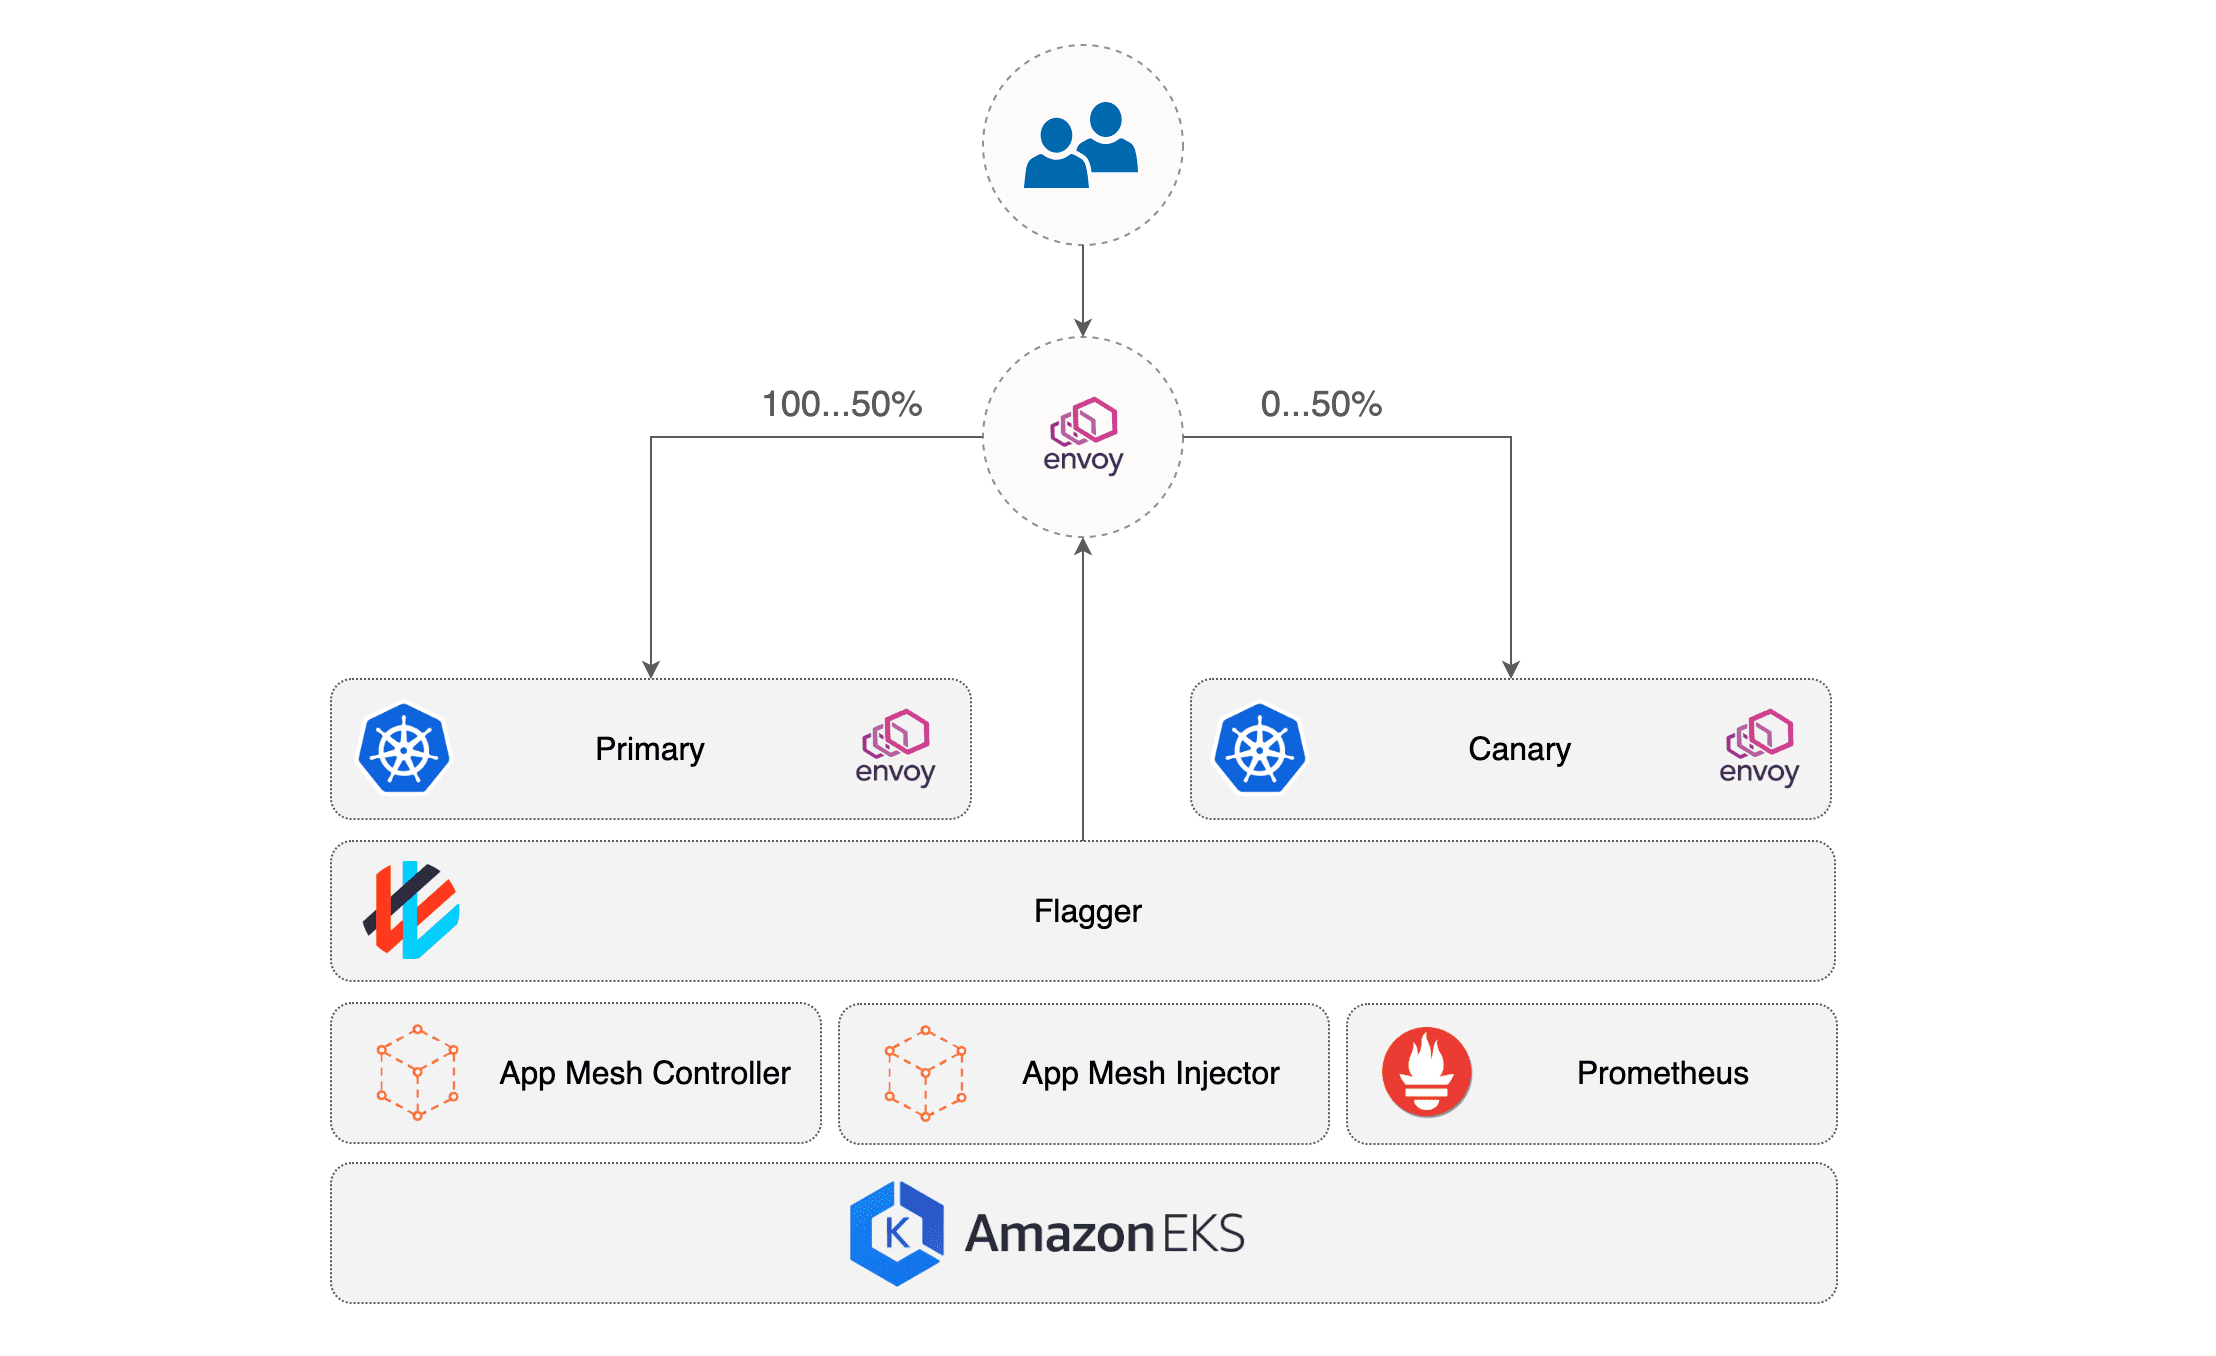 100...50%
0...50%
envoy
Primary
envoy
Canary
envoy
Flagger
App Mesh Controller
App Mesh Injector
Prometheus
K
Amazon EKS